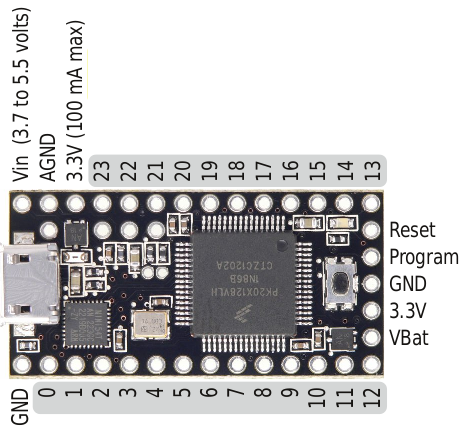 Vin (3.7 to 5.5 volts)
AGND
3.3V (100 mA max)
23
22
21
20
19
18
17
16
15
14
13
Reset
Program
GND
3.3V
VBat
PK20X128VLH
1N86B
CTZC1202A
GND
0
1
2
3
4
5
6
7
8
9
10
11
12